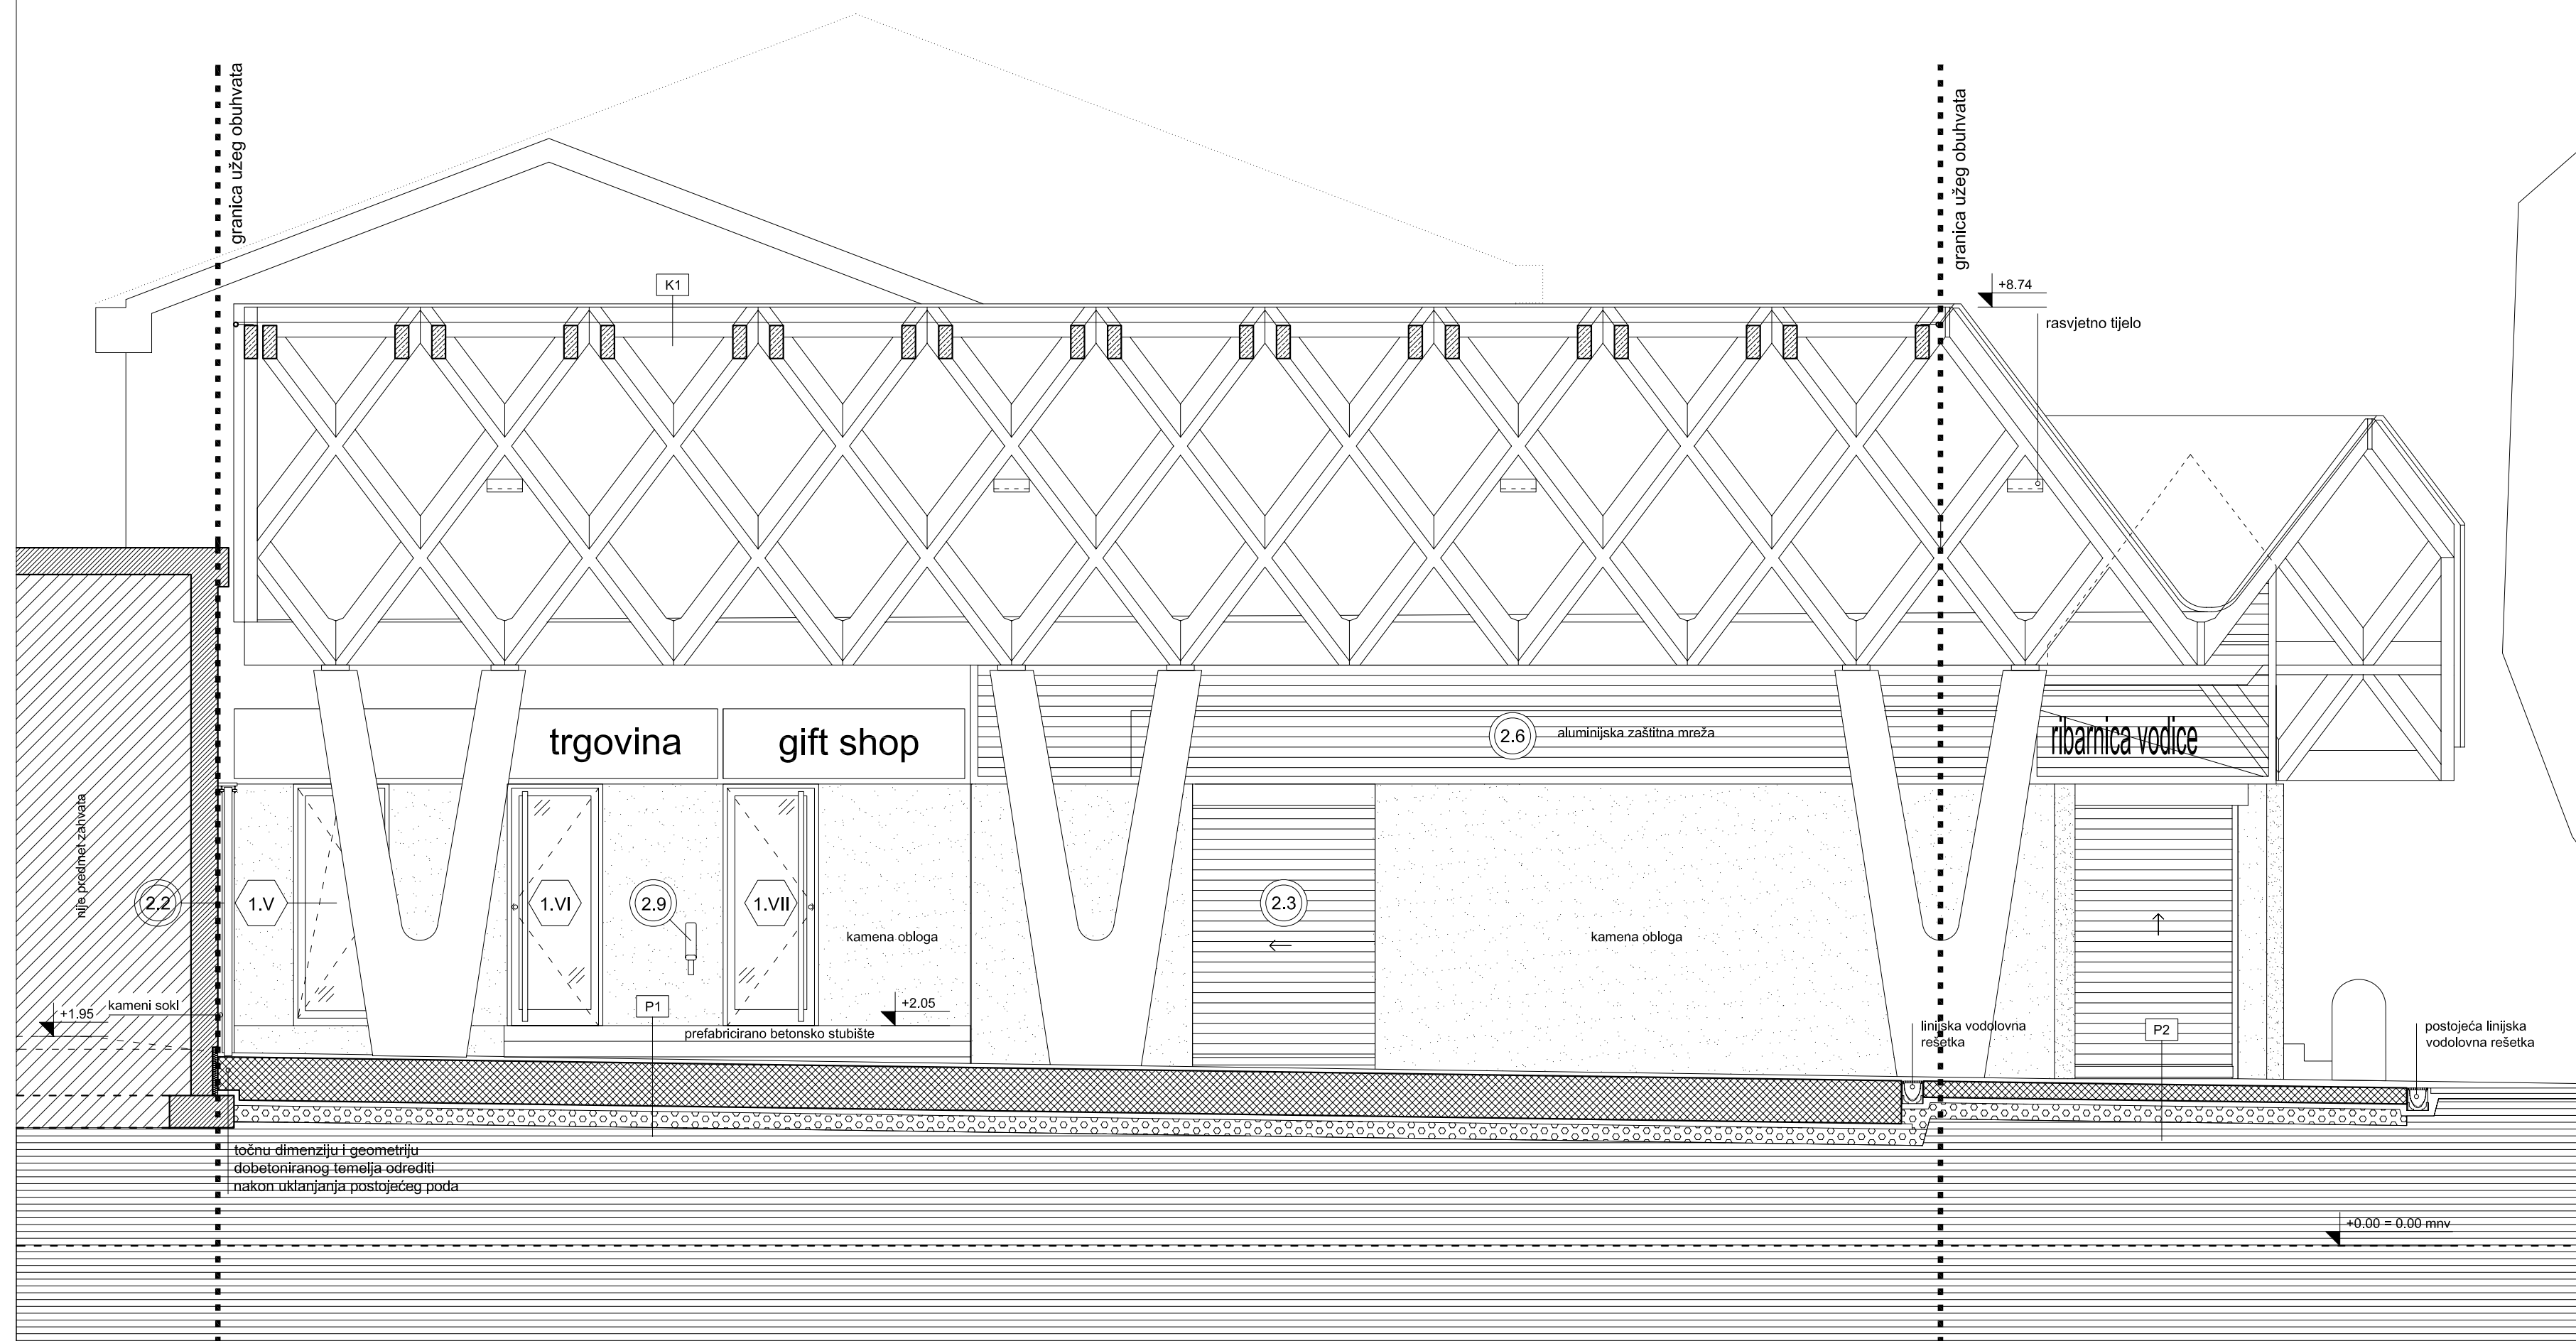 granica užeg obuhvata
granica užeg obuhvata
K1
+8.74
rasvjetno tijelo
trgovina
gift shop
2.6
aluminijska zaštitna mreža
ribarnica vodice
nije predmet zahvata
2.2
1.V
1.VI
2.9
1.VII
2.3
kamena obloga
kamena obloga
+1.95
kameni sokl
P1
+2.05
prefabricirano betonsko stubište
linijska vodolovna
rešetka
P2
postojeća linijska
vodolovna rešetka
točnu dimenziju i geometriju
dobetoniranog temelja odrediti
nakon uklanjanja postojećeg poda
+0.00 = 0.00 mnv